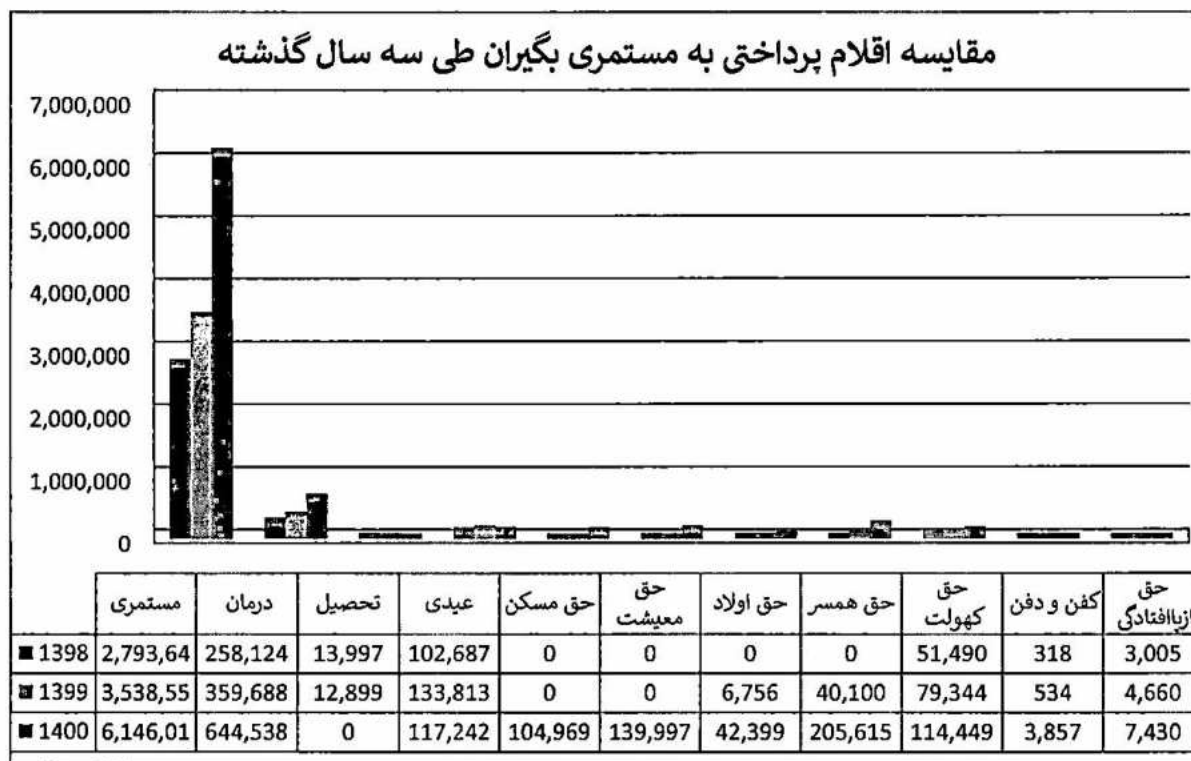 مقایسه اقلام پرداختی به مستمری بگیران طی سه سال گذشته
7,000,000
6,000,000
5,000,000
4,000,000
3,000,000
2,000,000
1,000,000
0
مستمری درمان تحصیل عیدی حق مسکن حق معیشت حق اولاد حق همسر حق کهولت کفن و دفن حق ازپاافتادگی
1398 2,793,64 258,124 13,997 102,687 0 0 0 0 51,490 318 3,005
1399 3,538,55 359,688 12,899 133,813 0 0 6,756 40,100 79,344 534 4,660
1400 6,146,01 644,538 0 117,242 104,969 139,997 42,399 205,615 114,449 3,857 7,430